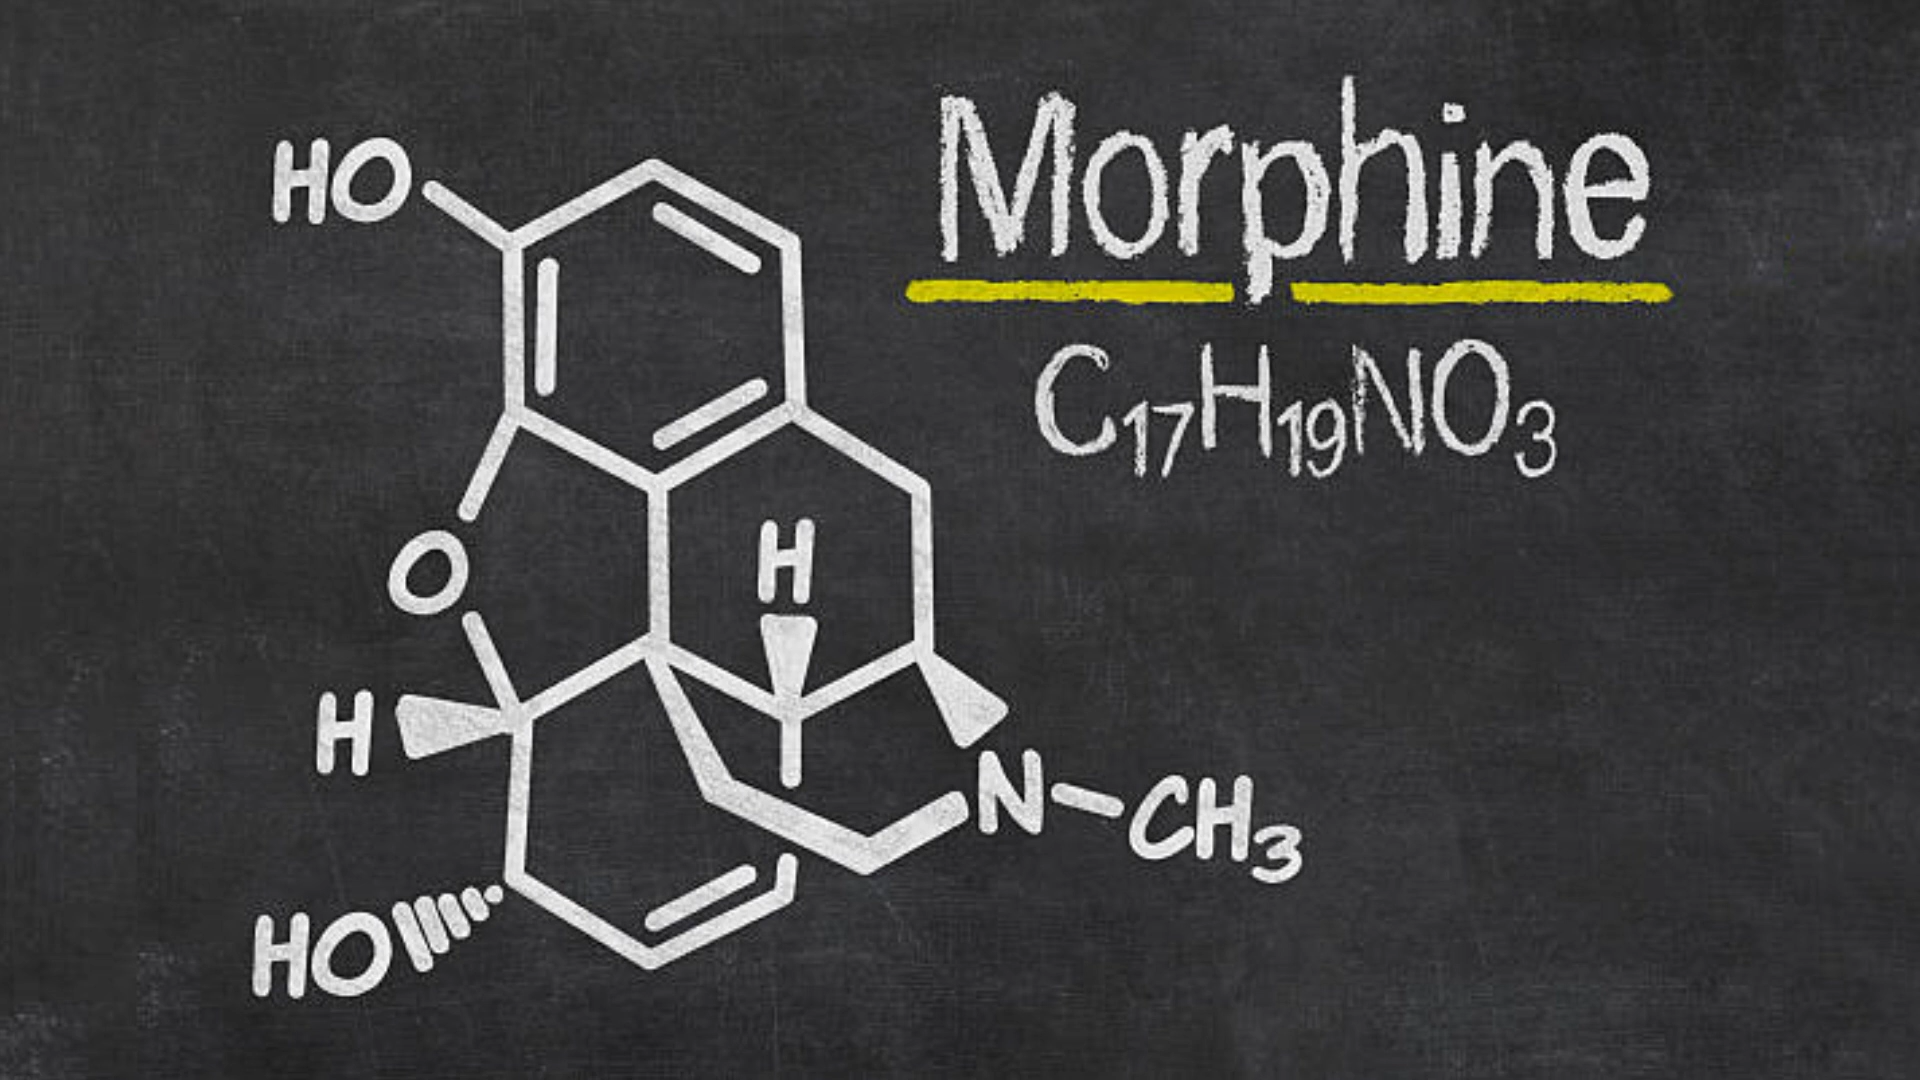 Morphine
C₁₇H₁₉NO₃
HO
O
H
H
N-CH₃
HO